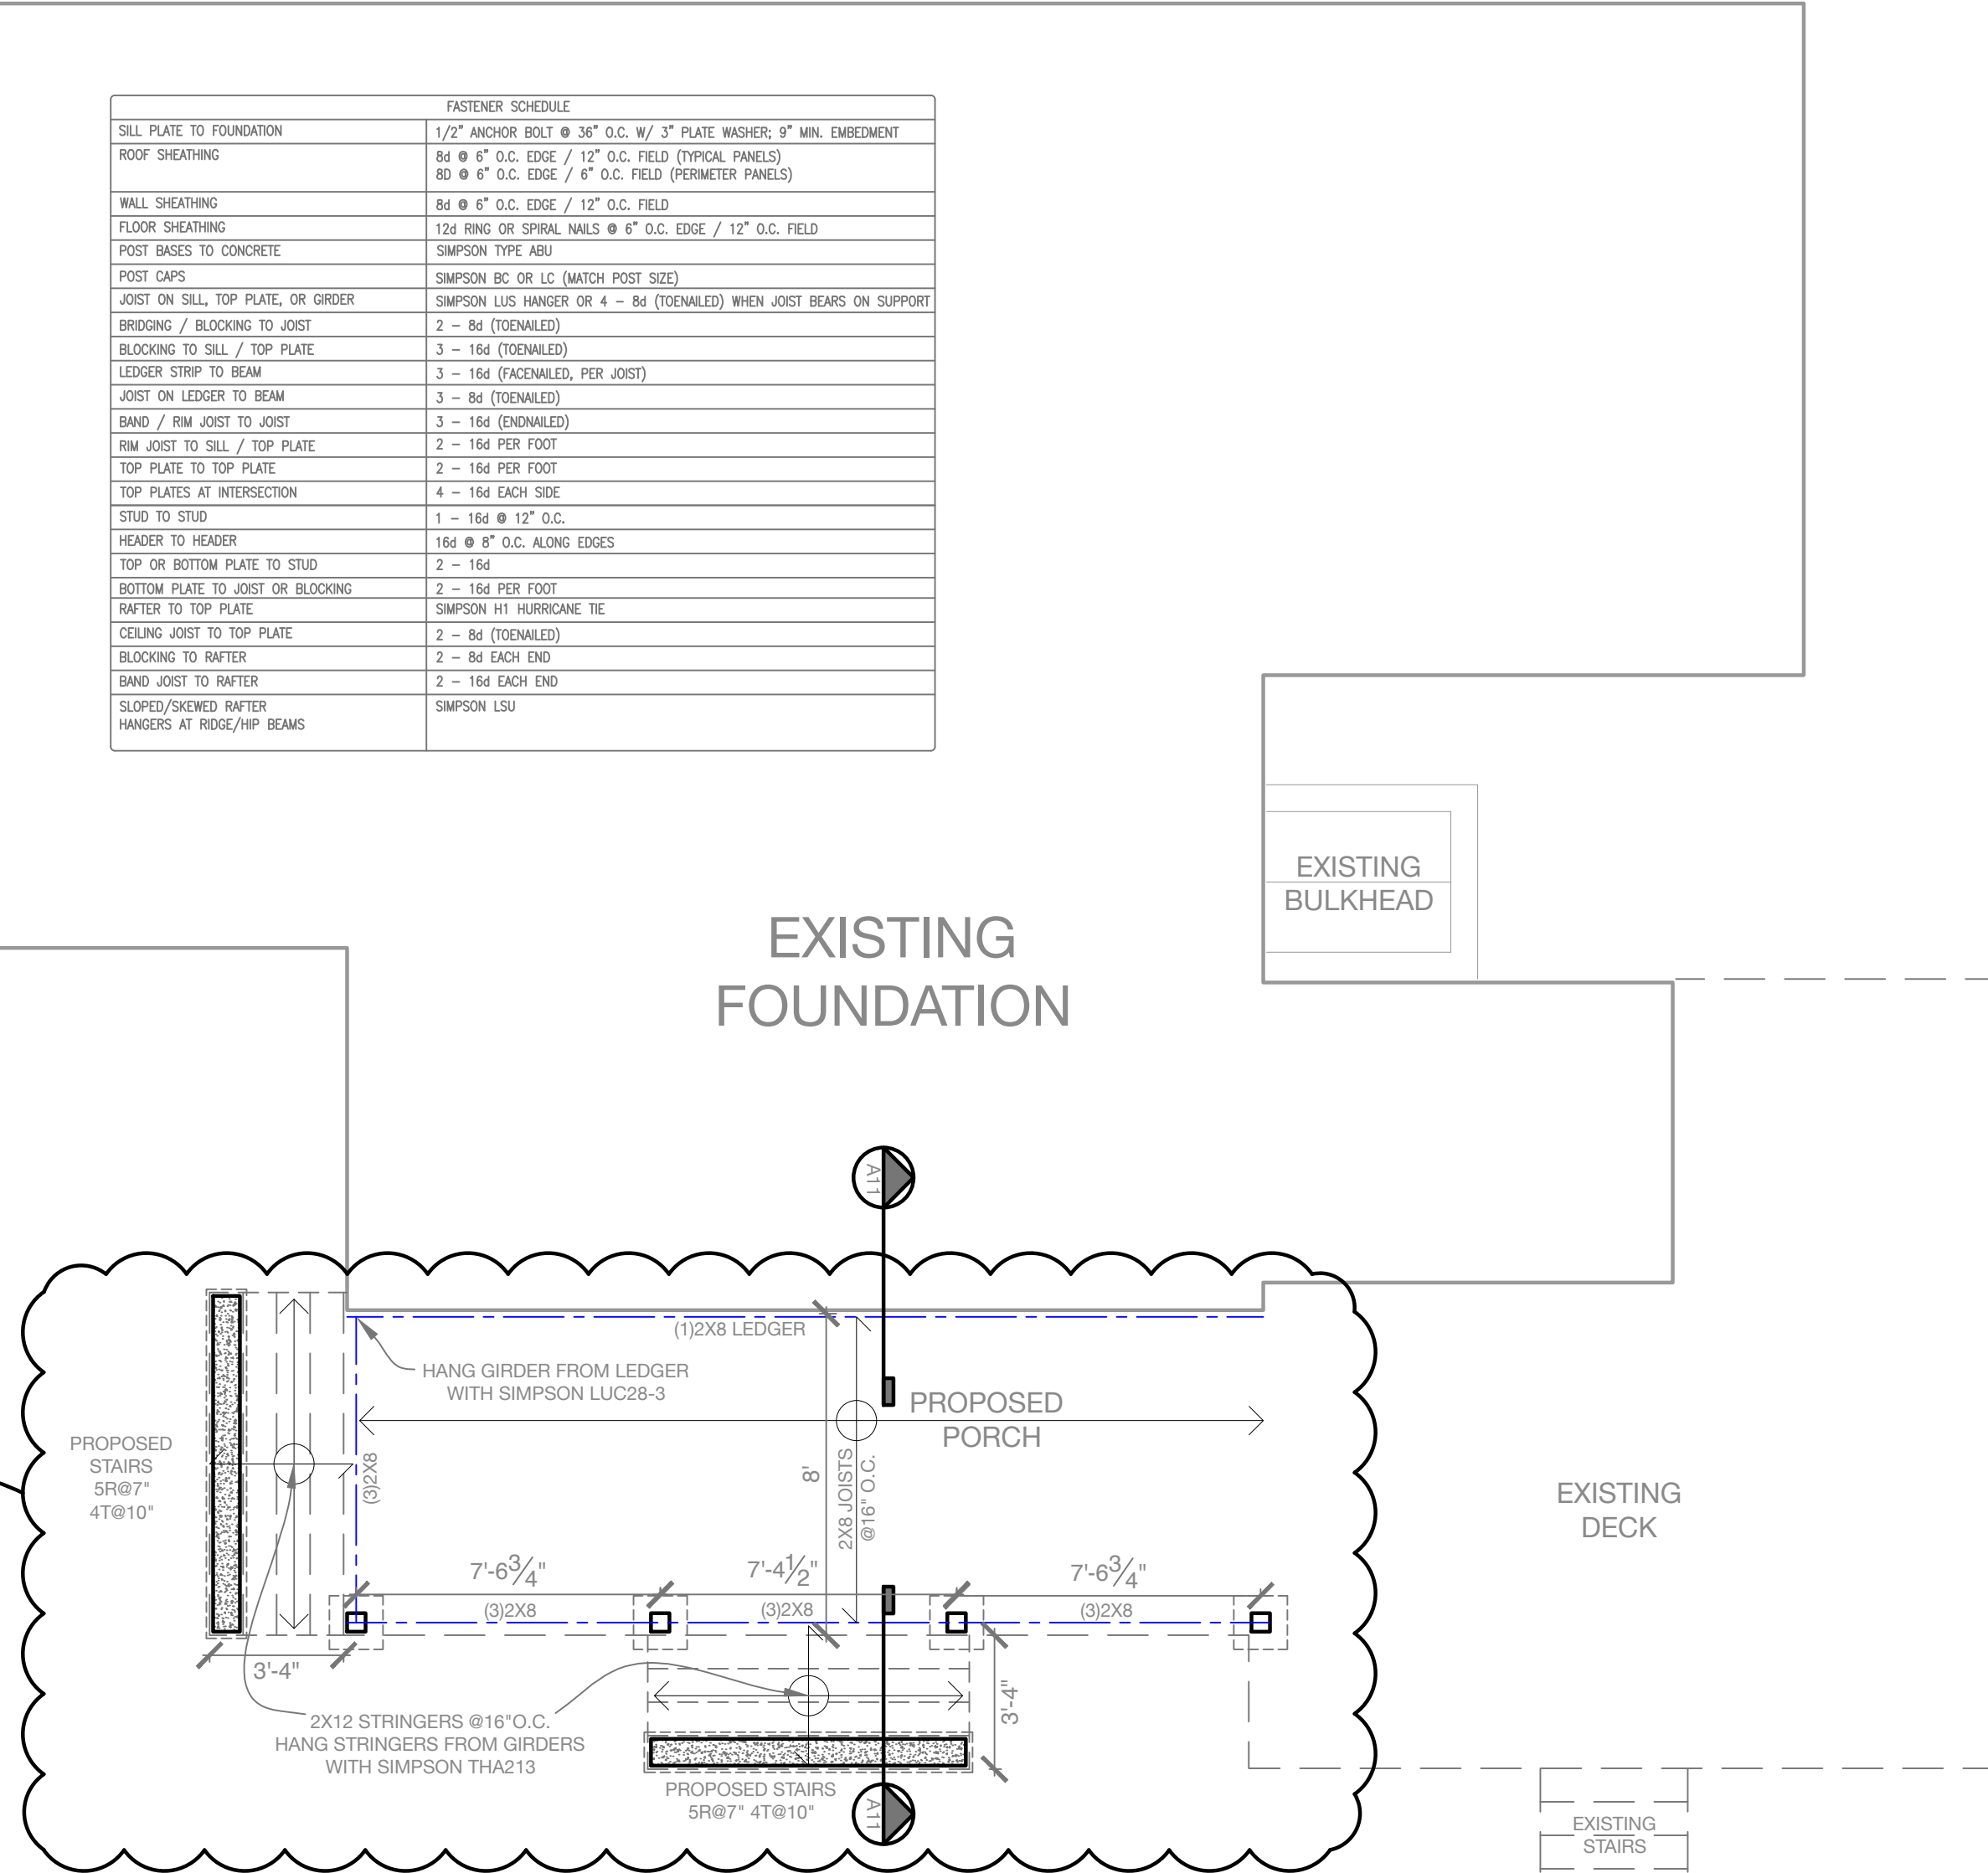 FASTENER SCHEDULE
SILL PLATE TO FOUNDATION 1/2" ANCHOR BOLT @ 36" O.C. W/ 3" PLATE WASHER; 9" MIN. EMBEDMENT
ROOF SHEATHING 8d @ 6" O.C. EDGE / 12" O.C. FIELD (TYPICAL PANELS)
8D @ 6" O.C. EDGE / 6" O.C. FIELD (PERIMETER PANELS)
WALL SHEATHING 8d @ 6" O.C. EDGE / 12" O.C. FIELD
FLOOR SHEATHING 12d RING OR SPIRAL NAILS @ 6" O.C. EDGE / 12" O.C. FIELD
POST BASES TO CONCRETE SIMPSON TYPE ABU
POST CAPS SIMPSON BC OR LC (MATCH POST SIZE)
JOIST ON SILL, TOP PLATE, OR GIRDER SIMPSON LUS HANGER OR 4 - 8d (TOENAILED) WHEN JOIST BEARS ON SUPPORT
BRIDGING / BLOCKING TO JOIST 2 - 8d (TOENAILED)
BLOCKING TO SILL / TOP PLATE 3 - 16d (TOENAILED)
LEDGER STRIP TO BEAM 3 - 16d (FACENAILED, PER JOIST)
JOIST ON LEDGER TO BEAM 3 - 8d (TOENAILED)
BAND / RIM JOIST TO JOIST 3 - 16d (ENDNAILED)
RIM JOIST TO SILL / TOP PLATE 2 - 16d PER FOOT
TOP PLATE TO TOP PLATE 2 - 16d PER FOOT
TOP PLATES AT INTERSECTION 4 - 16d EACH SIDE
STUD TO STUD 1 - 16d @ 12" O.C.
HEADER TO HEADER 16d @ 8" O.C. ALONG EDGES
TOP OR BOTTOM PLATE TO STUD 2 - 16d
BOTTOM PLATE TO JOIST OR BLOCKING 2 - 16d PER FOOT
RAFTER TO TOP PLATE SIMPSON H1 HURRICANE TIE
CEILING JOIST TO TOP PLATE 2 - 8d (TOENAILED)
BLOCKING TO RAFTER 2 - 8d EACH END
BAND JOIST TO RAFTER 2 - 16d EACH END
SLOPED/SKEWED RAFTER SIMPSON LSU
HANGERS AT RIDGE/HIP BEAMS
EXISTING
BULKHEAD
EXISTING
FOUNDATION
A11
(1)2X8 LEDGER
HANG GIRDER FROM LEDGER
WITH SIMPSON LUC28-3
PROPOSED
PORCH
PROPOSED
STAIRS
5R@7"
4T@10"
(3)2X8
8'
2X8 JOISTS
@16" O.C.
EXISTING
DECK
7'-6 3/4"
7'-4 1/2"
7'-6 3/4"
(3)2X8
(3)2X8
(3)2X8
3'-4"
3'-4"
2X12 STRINGERS @16"O.C.
HANG STRINGERS FROM GIRDERS
WITH SIMPSON THA213
PROPOSED STAIRS
5R@7" 4T@10"
A11
EXISTING
STAIRS